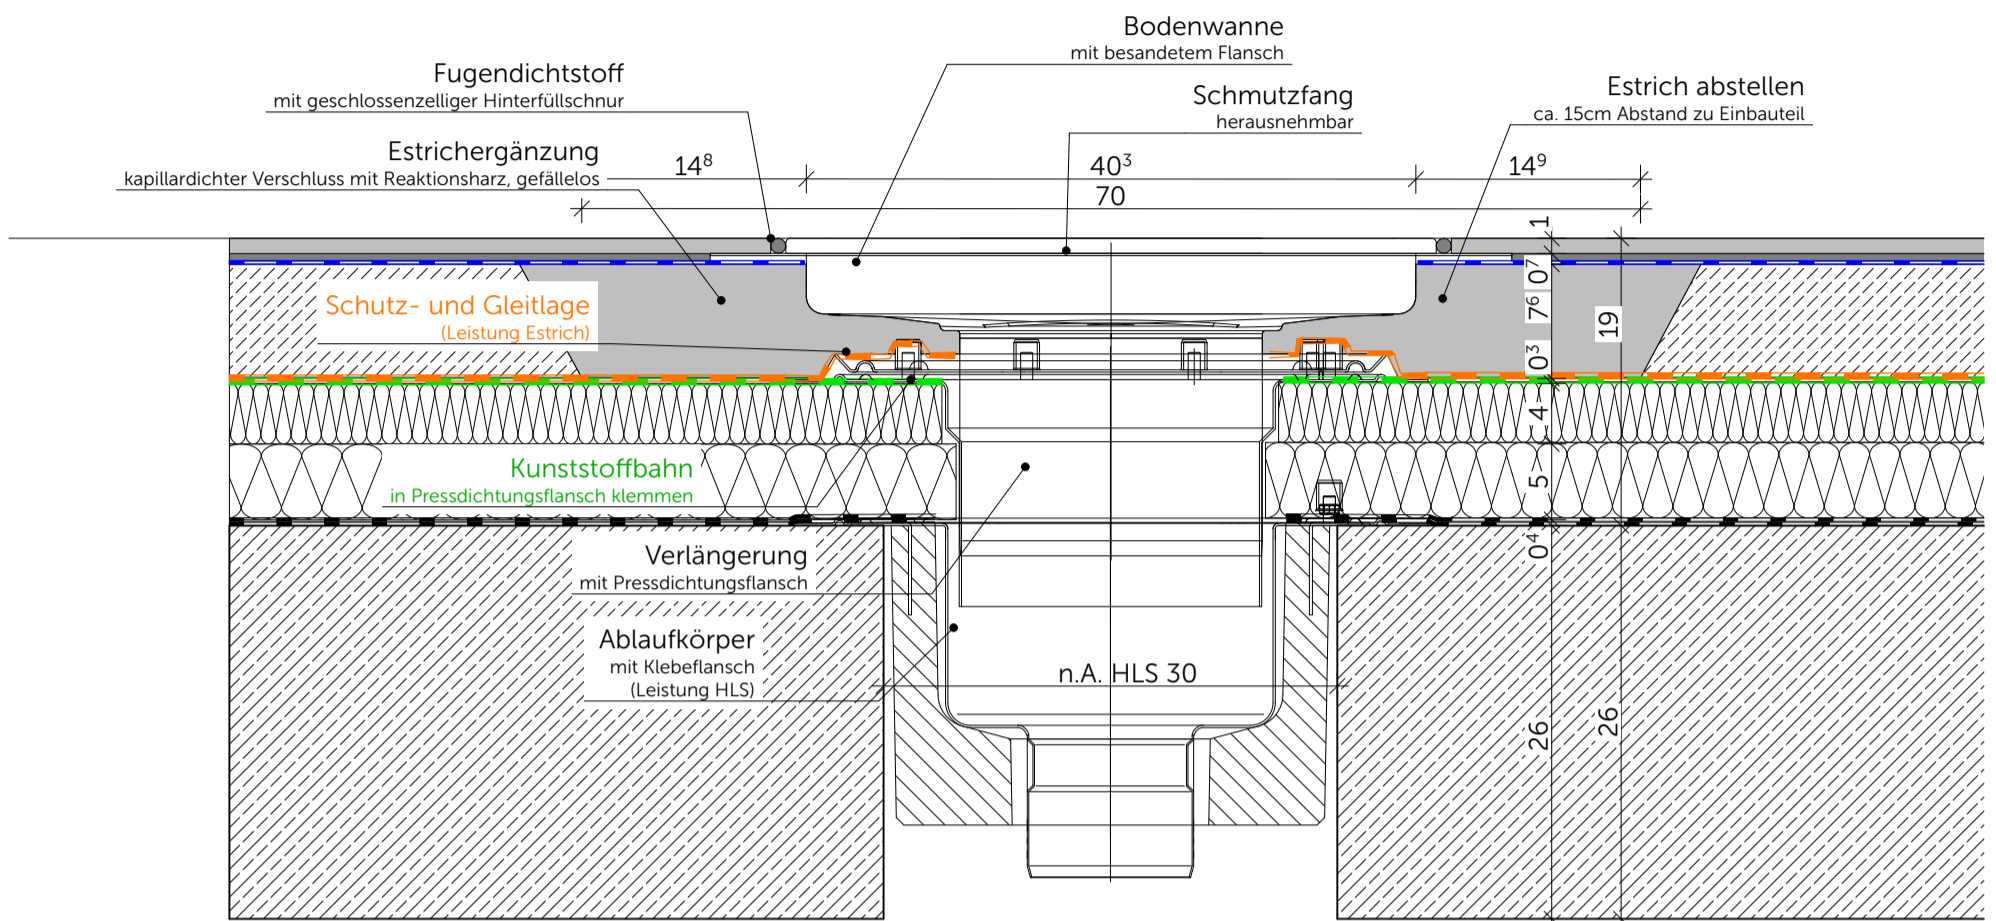 Bodenwanne
mit besandetem Flansch
Fugendichtstoff
mit geschlossenzelliger Hinterfüllschnur
Schmutzfang
herausnehmbar
Estrich abstellen
ca. 15cm Abstand zu Einbauteil
Estrichergänzung
kapillardichter Verschluss mit Reaktionsharz, gefällelos
14⁸
40³
14⁹
70
Schutz- und Gleitlage
(Leistung Estrich)
1
0⁷
7⁶
0³
4
5
0⁴
26
19
26
Kunststoffbahn
in Pressdichtungsflansch klemmen
Verlängerung
mit Pressdichtungsflansch
Ablaufkörper
mit Klebeflansch
(Leistung HLS)
n.A. HLS 30